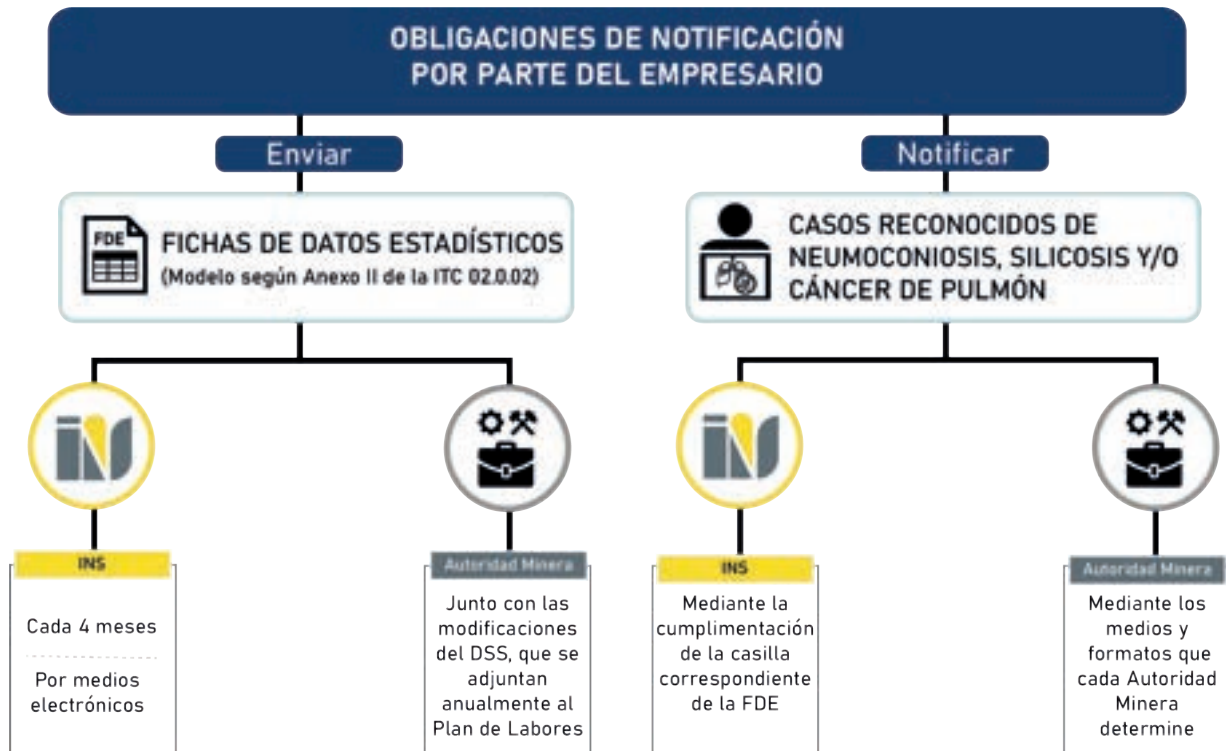 OBLIGACIONES DE NOTIFICACIÓN
POR PARTE DEL EMPRESARIO
Enviar
Notificar
FDE
FICHAS DE DATOS ESTADÍSTICOS
(Modelo según Anexo II de la ITC 02.0.02)
CASOS RECONOCIDOS DE
NEUMOCONIOSIS, SILICOSIS Y/O
CÁNCER DE PULMÓN
INS
INS
INS
Cada 4 meses
Por medios
electrónicos
Autoridad Minera
Junto con las
modificaciones
del DSS, que se
adjuntan
anualmente al
Plan de Labores
INS
Mediante la
cumplimentación
de la casilla
correspondiente
de la FDE
Autoridad Minera
Mediante los
medios y
formatos que
cada Autoridad
Minera
determine